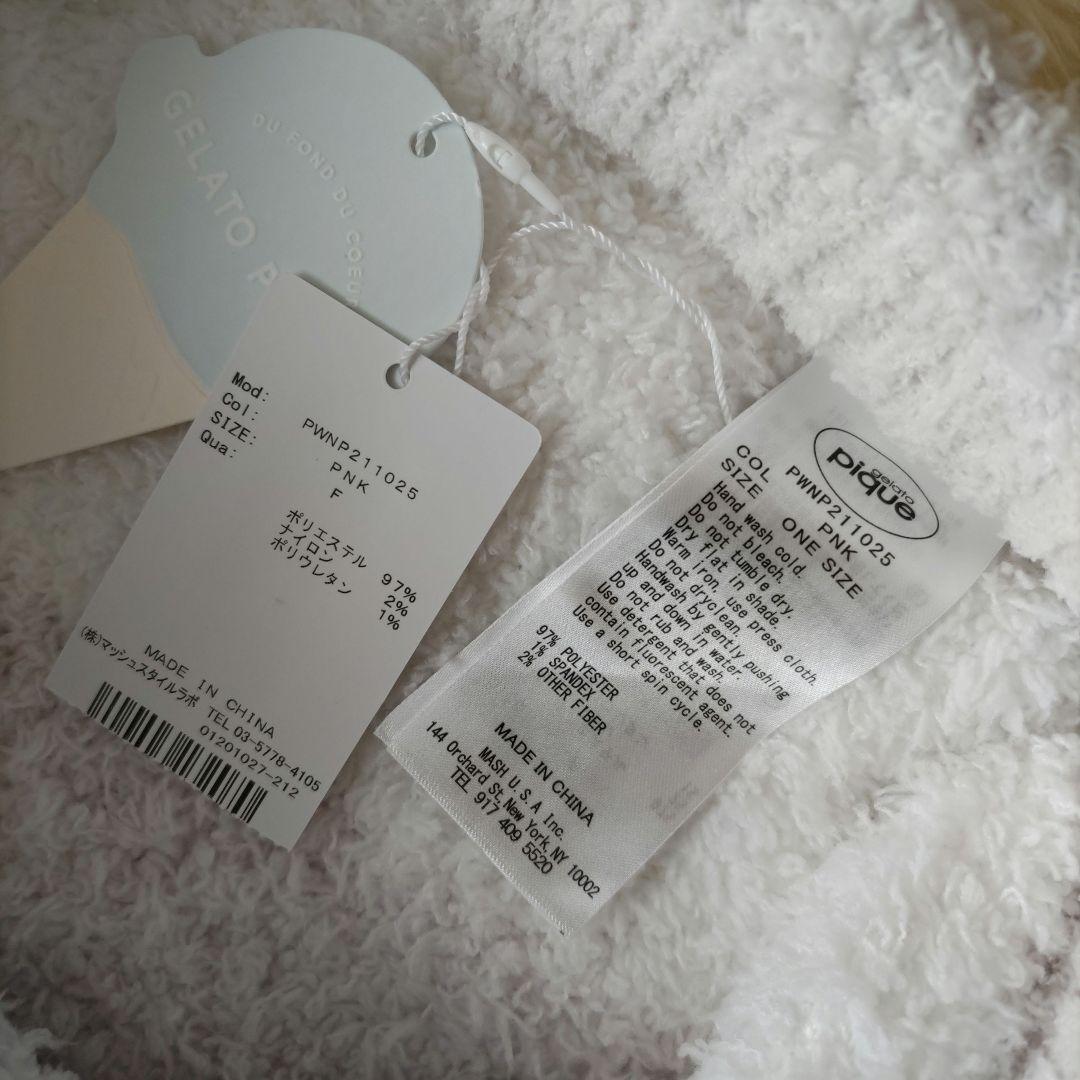 GELATO P
DU FOND DU COEUR
Mod: PWNP211025
Col: PNK
SIZE: F
Qua:
ポリエステル 97%
ナイロン 2%
ポリウレタン 1%
MADE IN CHINA
(株)マッシュスタイルラボ TEL 03-5778-4105
01201027-212
gelato
pique
PWNP211025
COL PNK
SIZE ONE SIZE
Hand wash cold.
Do not bleach.
Do not tumble dry.
Dry flat in shade.
Warm iron, use press cloth.
Do not dryclean.
Handwash by gently pushing
up and down in water.
Do not rub and wash.
Use detergent that does not
contain fluorescent agent.
Use a short spin cycle.
97% POLYESTER
1% SPANDEX
2% OTHER FIBER
MADE IN CHINA
MASH U.S.A Inc.
144 Orchard St, New York, NY 10002
TEL 917 409 5520